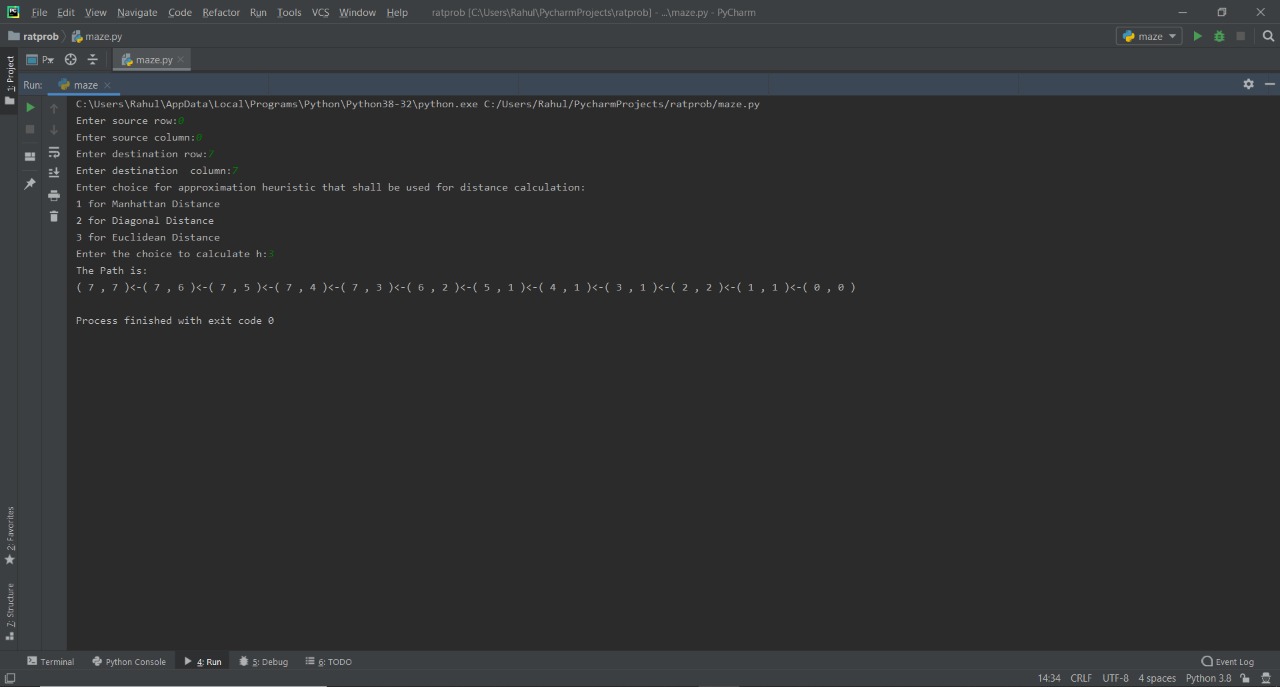 PC File Edit View Navigate Code Refactor Run Tools VCS Window Help ratprob [C:\Users\Rahul\PycharmProjects\ratprob] - ...\maze.py - PyCharm
ratprob maze.py maze
1: Project P maze.py
Run: maze
C:\Users\Rahul\AppData\Local\Programs\Python\Python38-32\python.exe C:/Users/Rahul/PycharmProjects/ratprob/maze.py
Enter source row:0
Enter source column:0
Enter destination row:7
Enter destination  column:7
Enter choice for approximation heuristic that shall be used for distance calculation:
1 for Manhattan Distance
2 for Diagonal Distance
3 for Euclidean Distance
Enter the choice to calculate h:3
The Path is:
( 7 , 7 )<-( 7 , 6 )<-( 7 , 5 )<-( 7 , 4 )<-( 7 , 3 )<-( 6 , 2 )<-( 5 , 1 )<-( 4 , 1 )<-( 3 , 1 )<-( 2 , 2 )<-( 1 , 1 )<-( 0 , 0 )
Process finished with exit code 0
2: Favorites
7: Structure
Terminal Python Console 4: Run 5: Debug 6: TODO Event Log
14:34 CRLF UTF-8 4 spaces Python 3.8